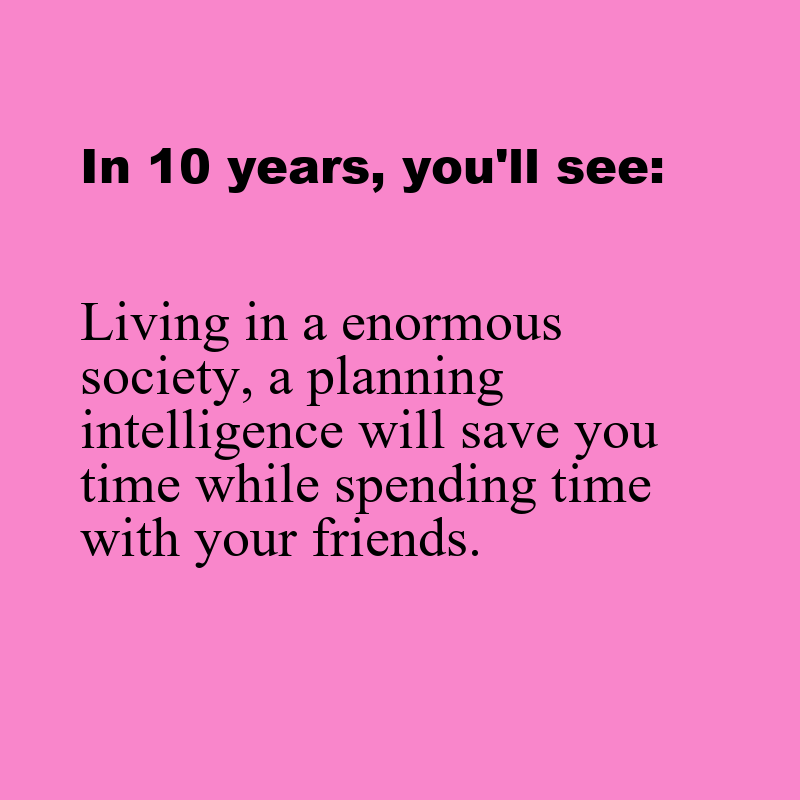 In 10 years, you'll see:
Living in a enormous
society, a planning
intelligence will save you
time while spending time
with your friends.